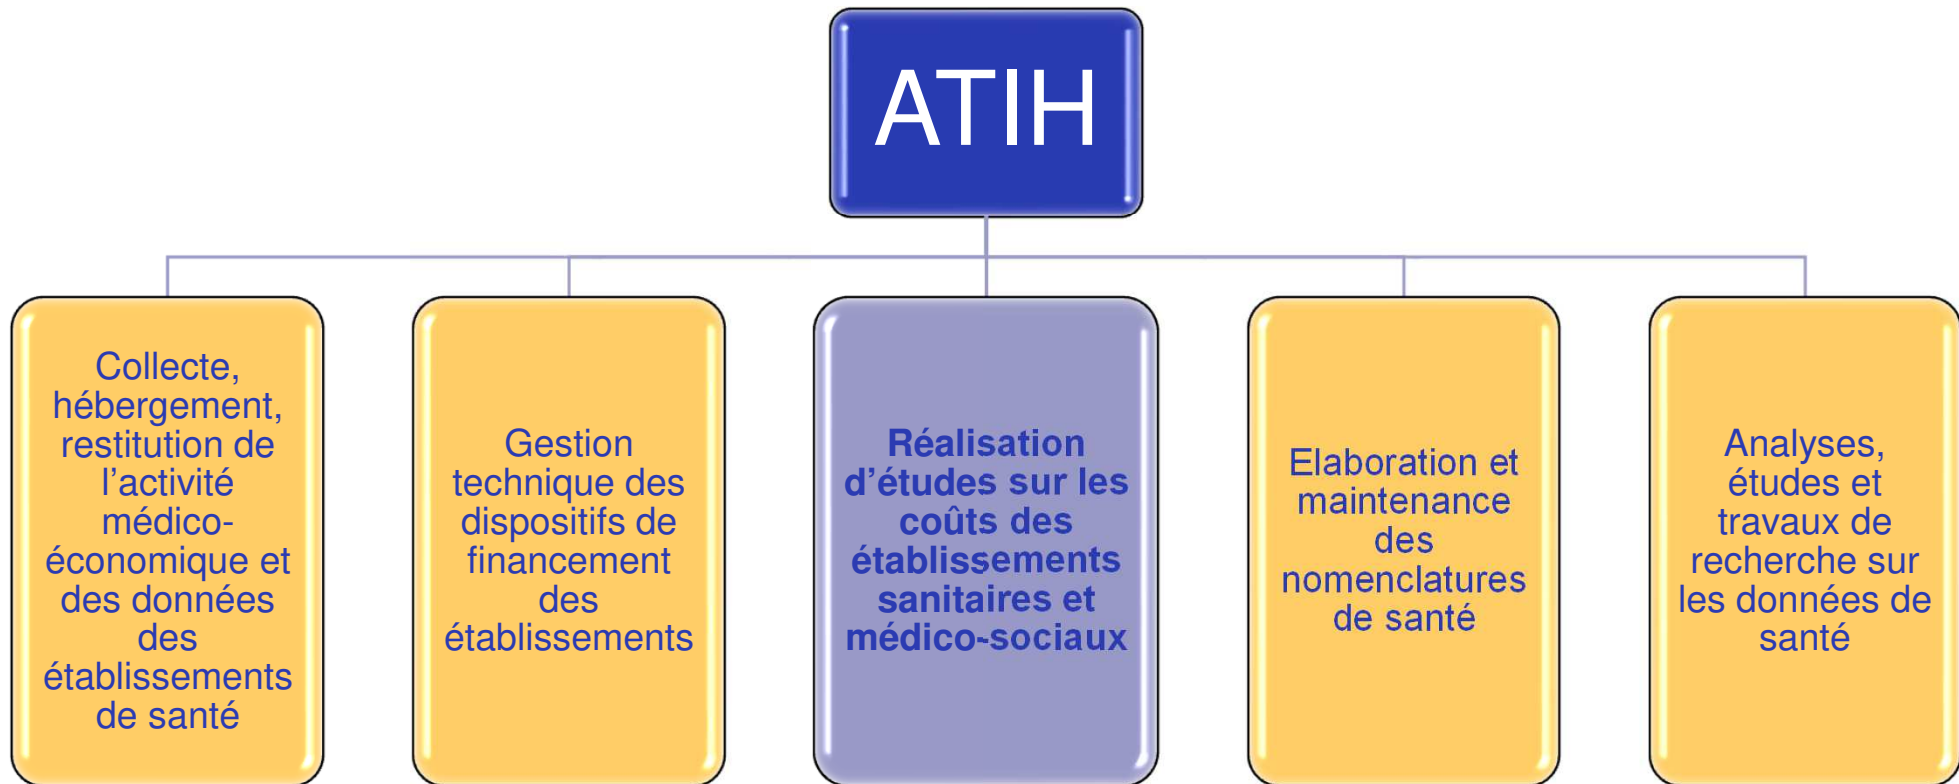 ATIH
Collecte,
hébergement,
restitution de
l’activité
médico-
économique et
des données
des
établissements
de santé
Gestion
technique des
dispositifs de
financement
des
établissements
Réalisation
d’études sur les
coûts des
établissements
sanitaires et
médico-sociaux
Elaboration et
maintenance
des
nomenclatures
de santé
Analyses,
études et
travaux de
recherche sur
les données de
santé